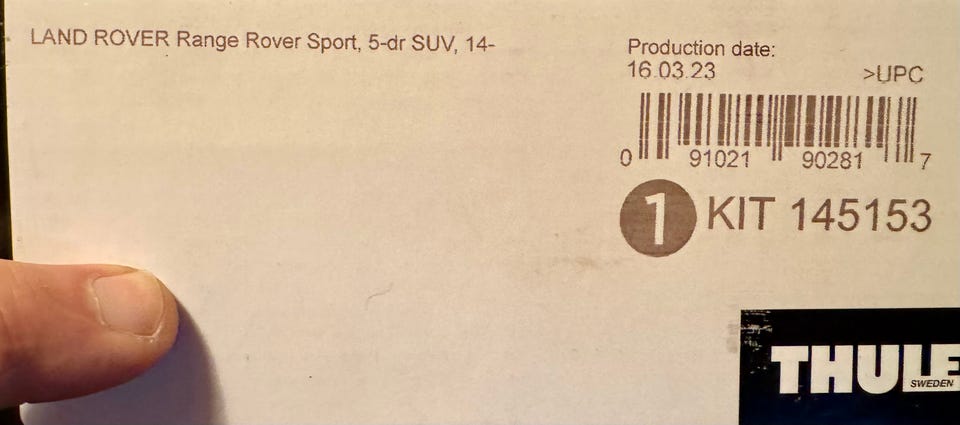 LAND ROVER Range Rover Sport, 5-dr SUV, 14-
Production date:
16.03.23 >UPC
0 91021 90281 7
1 KIT 145153
THULE
SWEDEN